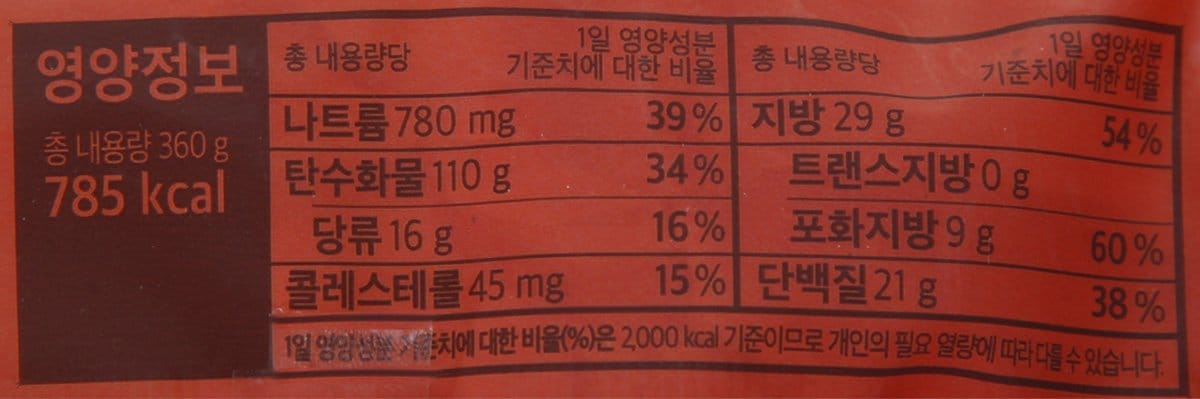 영양정보
총 내용량 360 g
785 kcal
총 내용량당 1일 영양성분 기준치에 대한 비율
나트륨 780 mg 39 %
탄수화물 110 g 34 %
당류 16 g 16 %
콜레스테롤 45 mg 15 %
총 내용량당 1일 영양성분 기준치에 대한 비율
지방 29 g 54 %
트랜스지방 0 g
포화지방 9 g 60 %
단백질 21 g 38 %
1일 영양성분 기준치에 대한 비율(%)은 2,000 kcal 기준이므로 개인의 필요 열량에 따라 다를 수 있습니다.